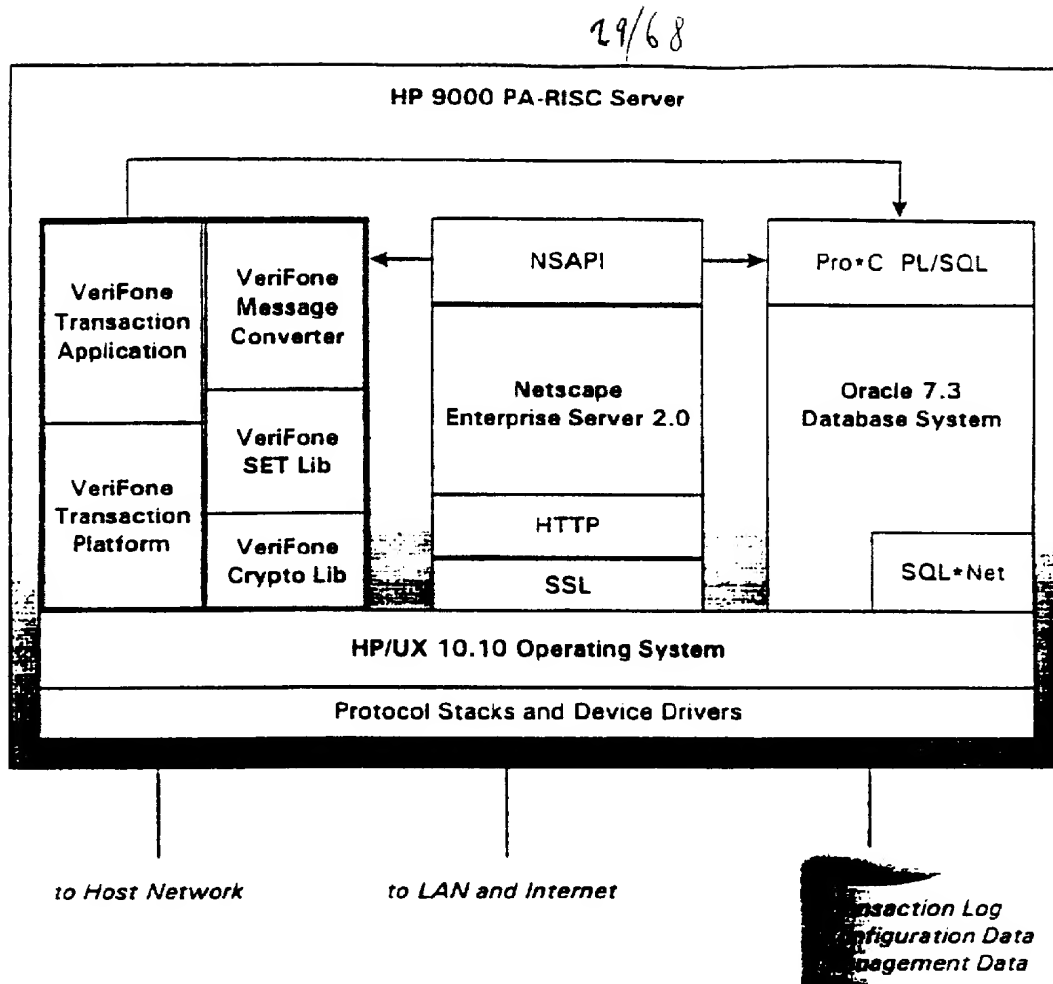 29/68
HP 9000 PA-RISC Server
VeriFone
Transaction
Application
VeriFone
Transaction
Platform
VeriFone
Message
Converter
VeriFone
SET Lib
VeriFone
Crypto Lib
NSAPI
Netscape
Enterprise Server 2.0
HTTP
SSL
Pro*C PL/SQL
Oracle 7.3
Database System
SQL*Net
HP/UX 10.10 Operating System
Protocol Stacks and Device Drivers
to Host Network
to LAN and Internet
Log
Data
Data